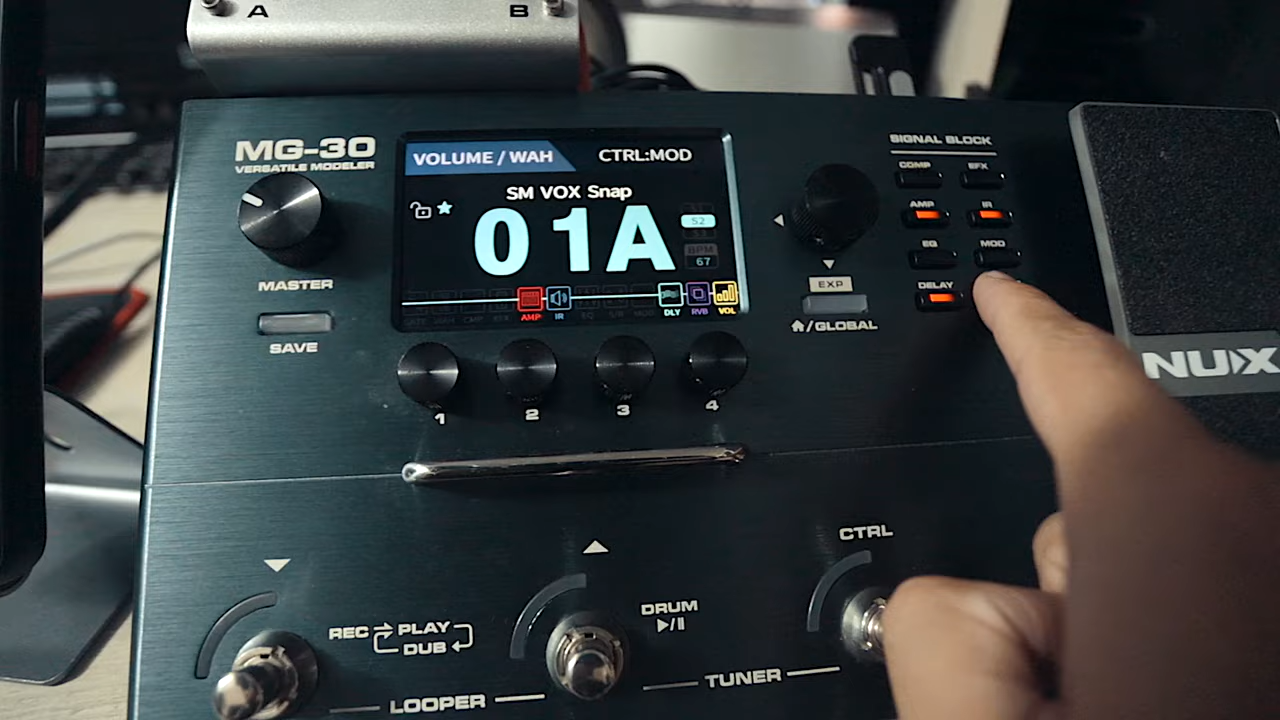 A B
MG-30
VERSATILE MODELER
VOLUME / WAH CTRL:MOD
SM VOX Snap
01A
S2
BPM
67
AMP IR DLY RVB VOL
MASTER
SAVE
1 2 3 4
EXP
/GLOBAL
SIGNAL BLOCK
COMP EFX
AMP IR
EQ MOD
DELAY
NUX
CTRL
REC PLAY
DUB
DRUM
LOOPER
TUNER